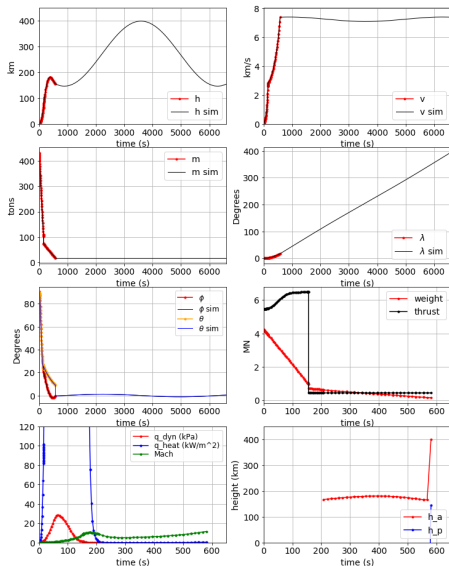 400
300
200
100
0
km
h
h sim
0 1000 2000 3000 4000 5000 6000
time (s)
8
6
4
2
0
km/s
v
v sim
0 1000 2000 3000 4000 5000 6000
time (s)
400
300
200
100
0
tons
m
m sim
0 1000 2000 3000 4000 5000 6000
time (s)
400
300
200
100
0
Degrees
λ
λ sim
0 1000 2000 3000 4000 5000 6000
time (s)
80
60
40
20
0
Degrees
ϕ
ϕ sim
θ
θ sim
0 1000 2000 3000 4000 5000 6000
time (s)
6
4
2
0
MN
weight
thrust
0 100 200 300 400 500 600
time (s)
120
100
80
60
40
20
0
q_dyn (kPa)
q_heat (kW/m^2)
Mach
0 100 200 300 400 500 600
time (s)
400
300
200
100
0
height (km)
h_a
h_p
0 100 200 300 400 500 600
time (s)